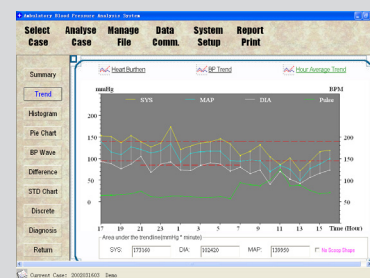 Ambulatory Blood Pressure Analysis System
Select Case
Analyse Case
Manage File
Data Comm.
System Setup
Report Print
Summary
Trend
Histogram
Pie Chart
BP Wave
Difference
STD Chart
Discrete
Diagnosis
Return
Heart Burthen
BP Trend
Hour Average Trend
mmHg
BPM
SYS
MAP
DIA
Pulse
200
150
100
50
0
200
150
100
50
17 19 21 23 1 3 5 7 9 11 13 15 Time (Hour)
Area under the trendline(mmHg * minute)
SYS: 173160 DIA: 102420 MAP: 139950 No Scoop Shape
Current Case: 2002031603 Demo